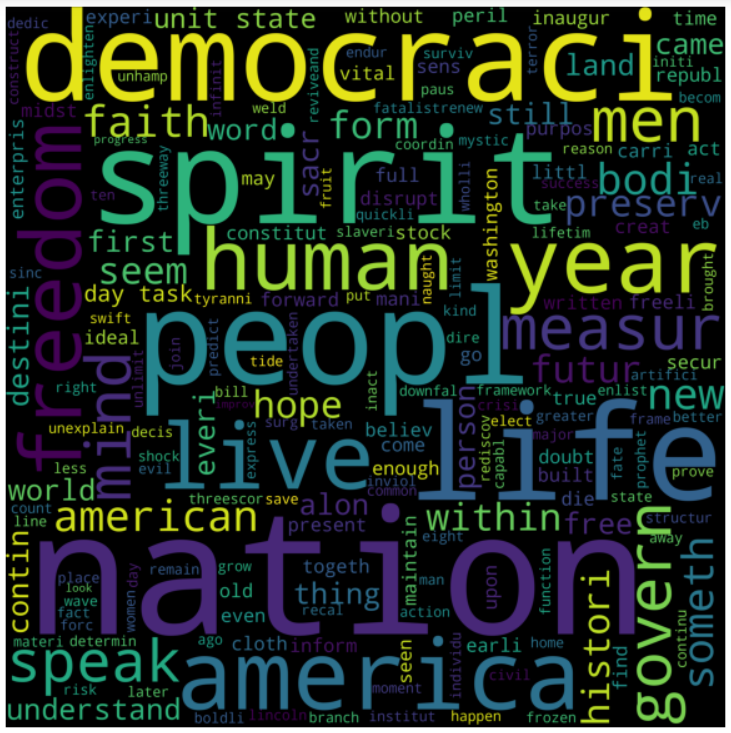 dedic
experi
unit state
without
peril
inaugur
time
construct
democraci
came
enlighten
unhamp
infinit
endur
surviv
vital
sens
terror
land
initi
republ
becom
midst
faith
word
weld
reviveand
paus
fatalistrenew
form
coordin
mystic
still
purpos
men
enterpris
progress
threeway
spirit
sacr
may
fruit
full
disrupt
quickli
wholli
reason
carri
act
littl
success
bodi
real
take
preserv
freedom
first
constitut
slaveri
stock
washington
lifetim
creat
eb
seem
human
year
brought
sinc
destini
day task
tyranni
forward
put
mani
naught
limit
written
freeli
swift
ideal
peopl
kind
dire
go
measur
join
predict
tide
undertaken
futur
secur
right
unlimit
mind
bill
improv
hope
inact
downfal
framework
true
enlist
artifici
new
unexplain
decis
everi
surg
taken
believ
person
crisi
elect
greater
frame
better
less
shock
evil
live
express
come
enough
rediscov
capabl
life
major
doubt
fate
prophet
prove
world
threescor
save
inviol
common
built
die
state
count
line
american
alon
present
within
free
structur
away
contin
nation
eight
place
day
remain
grow
togeth
maintain
man
upon
function
govern
someth
look
wave
women
old
thing
fact
forc
even
recal
action
materi
determin
ago
cloth
inform
seen
earli
individu
home
histori
find
continu
speak
america
risk
later
moment
civil
understand
boldli
lincoln
branch
institut
happen
frozen